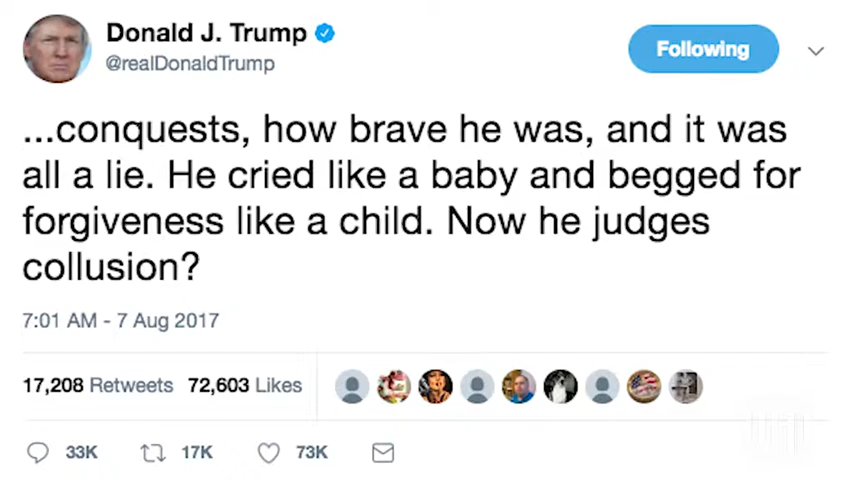 Donald J. Trump
@realDonaldTrump
Following
...conquests, how brave he was, and it was
all a lie. He cried like a baby and begged for
forgiveness like a child. Now he judges
collusion?
7:01 AM - 7 Aug 2017
17,208 Retweets 72,603 Likes
33K 17K 73K